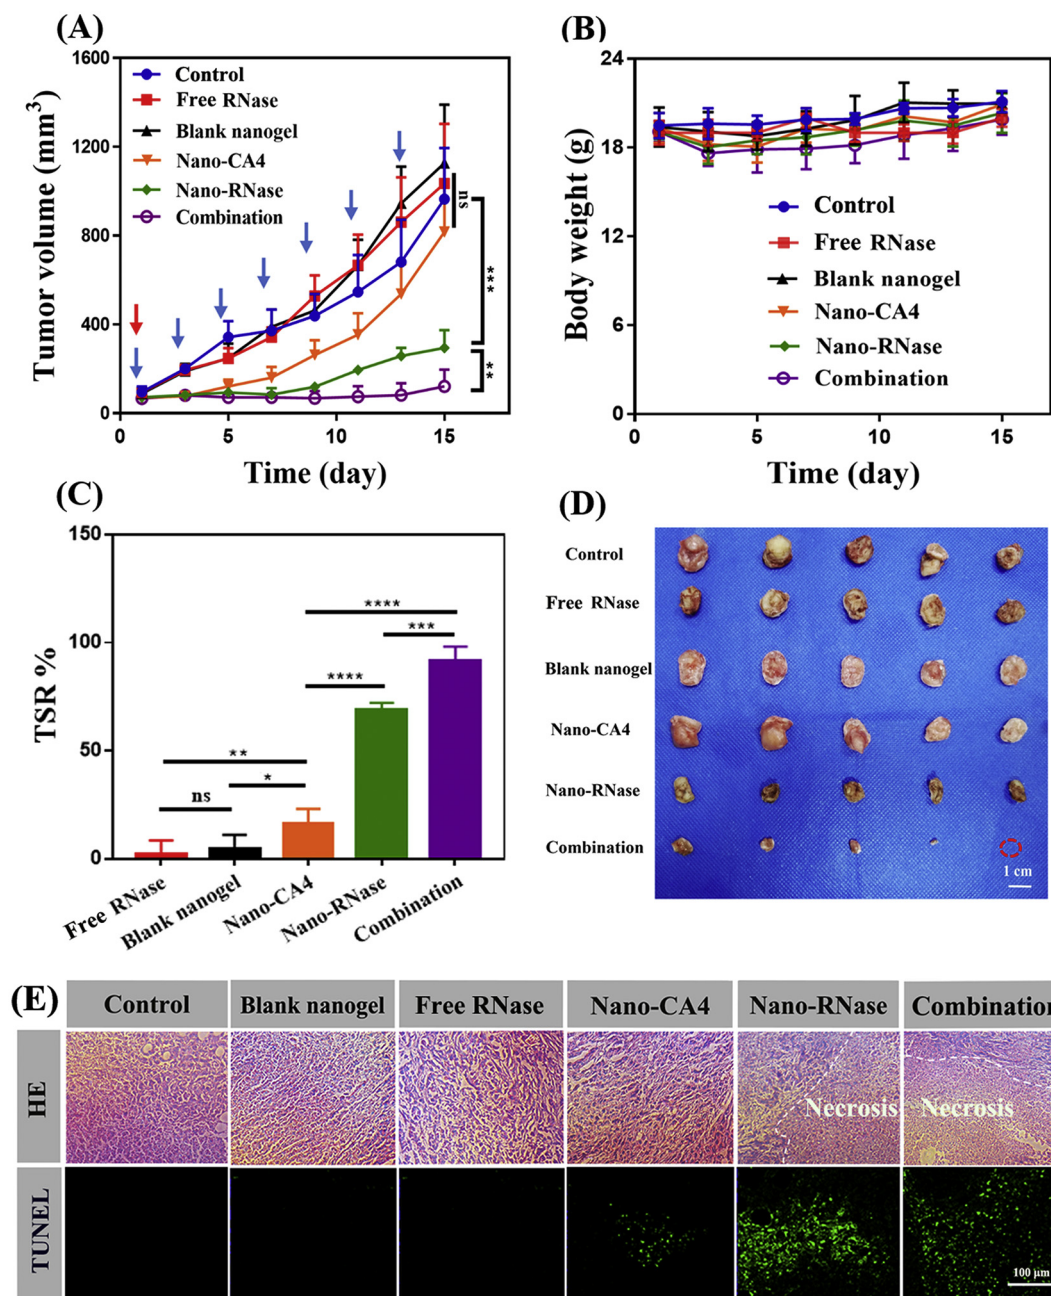 (A)
1600
1200
800
400
0
0
5
10
15
Tumor volume (mm³)
Time (day)
Control
Free RNase
Blank nanogel
Nano-CA4
Nano-RNase
Combination
ns
***
**
(B)
24
18
12
6
0
0
5
10
15
Body weight (g)
Time (day)
Control
Free RNase
Blank nanogel
Nano-CA4
Nano-RNase
Combination
(C)
150
100
50
0
TSR %
****
***
****
**
*
ns
Free RNase
Blank nanogel
Nano-CA4
Nano-RNase
Combination
(D)
Control
Free RNase
Blank nanogel
Nano-CA4
Nano-RNase
Combination
1 cm
(E)
Control
Blank nanogel
Free RNase
Nano-CA4
Nano-RNase
Combination
HE
Necrosis
Necrosis
TUNEL
100 μm